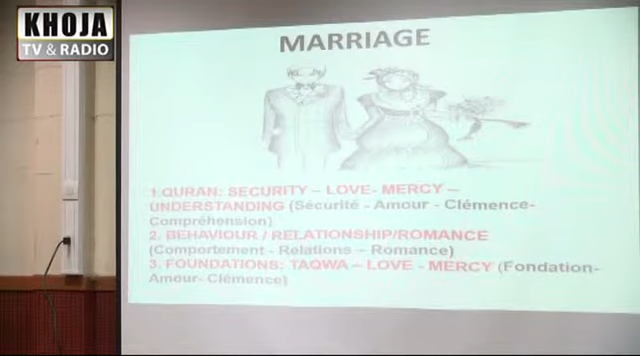 KHOJA
TV & RADIO
MARRIAGE
1.QURAN: SECURITY – LOVE- MERCY –
UNDERSTANDING (Sécurité - Amour - Clémence-
Compréhension)
2. BEHAVIOUR / RELATIONSHIP/ROMANCE
(Comportement - Relations – Romance)
3. FOUNDATIONS: TAQWA – LOVE - MERCY (Fondation-
Amour- Clémence)